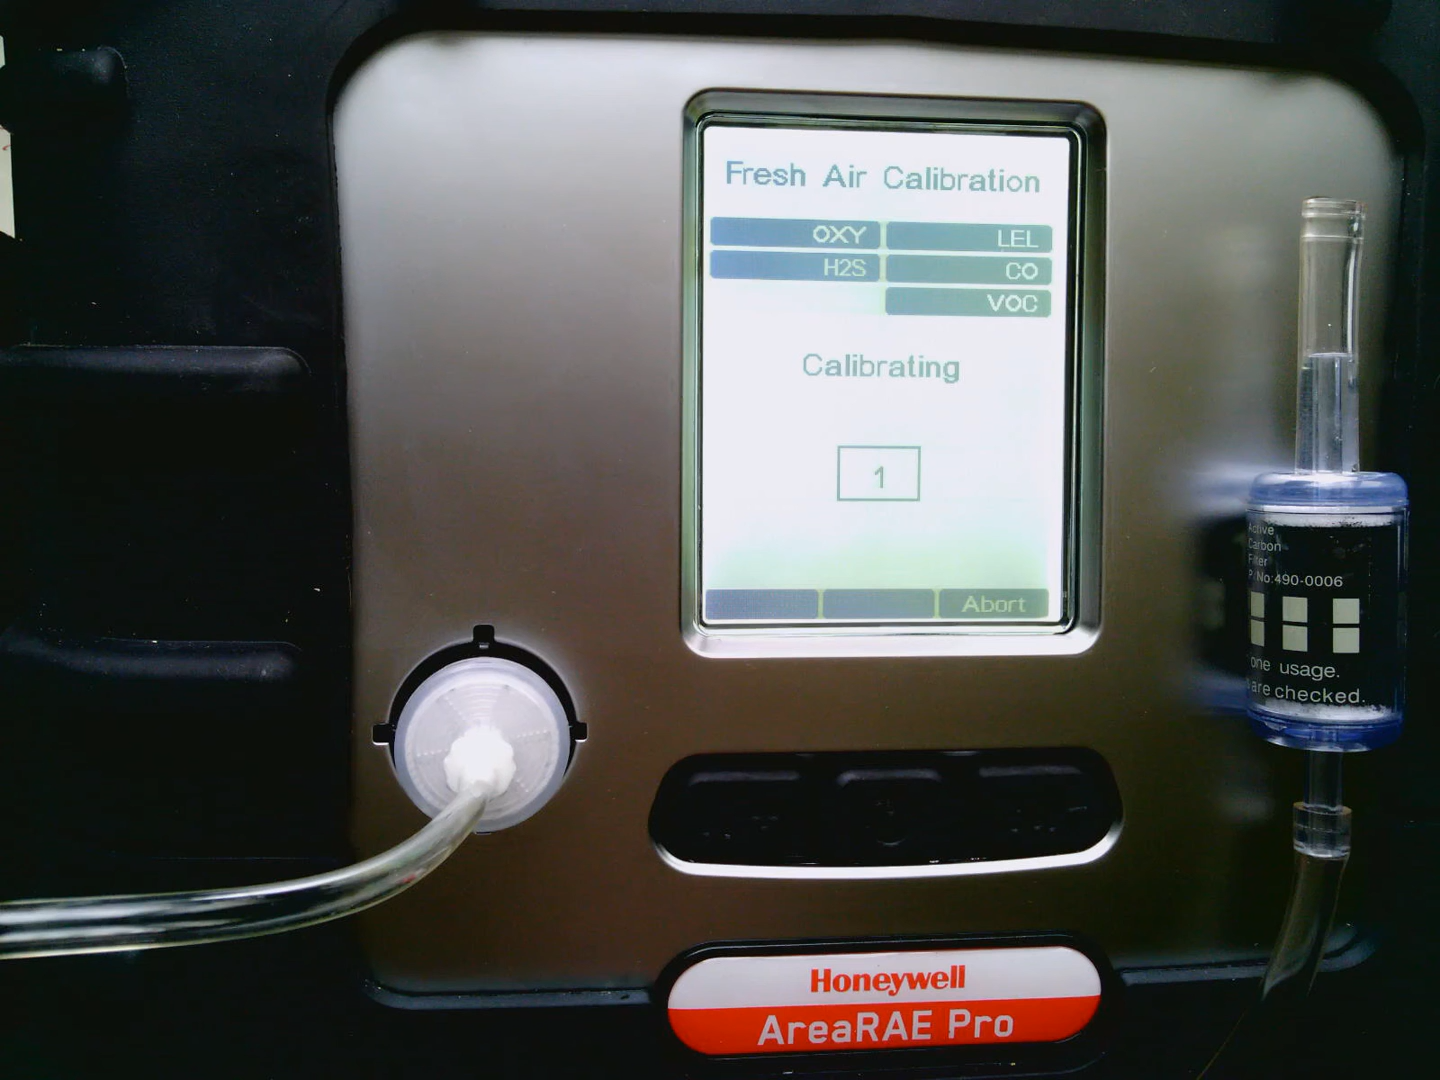 Fresh Air Calibration
OXY LEL
H2S CO
VOC
Calibrating
1
Abort
Active
Carbon
Filter
P/No:490-0006
one usage.
are checked.
Honeywell
AreaRAE Pro